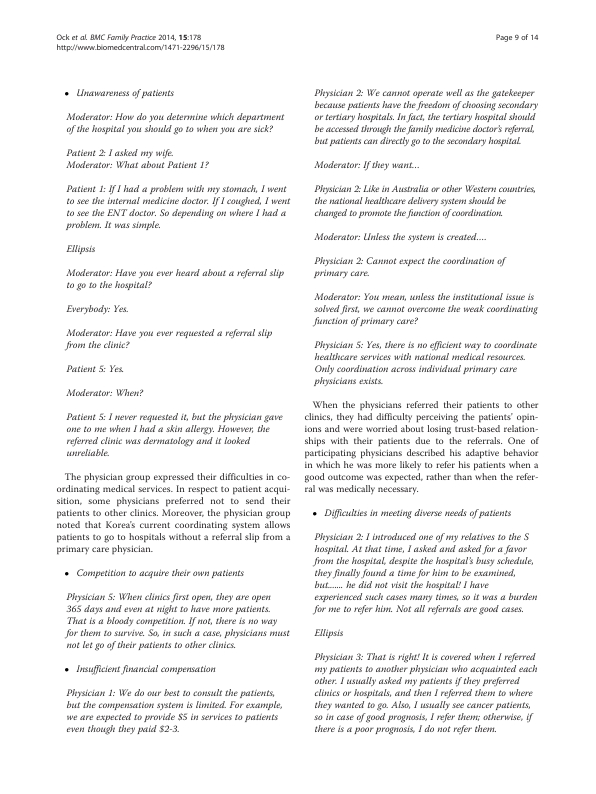 Ock et al. BMC Family Practice 2014, 15:178
http://www.biomedcentral.com/1471-2296/15/178
Page 9 of 14
• Unawareness of patients
Moderator: How do you determine which department
of the hospital you should go to when you are sick?
Patient 2: I asked my wife.
Moderator: What about Patient 1?
Patient 1: If I had a problem with my stomach, I went
to see the internal medicine doctor. If I coughed, I went
to see the ENT doctor. So depending on where I had a
problem. It was simple.
Ellipsis
Moderator: Have you ever heard about a referral slip
to go to the hospital?
Everybody: Yes.
Moderator: Have you ever requested a referral slip
from the clinic?
Patient 5: Yes.
Moderator: When?
Patient 5: I never requested it, but the physician gave
one to me when I had a skin allergy. However, the
referred clinic was dermatology and it looked
unreliable.
The physician group expressed their difficulties in co-
ordinating medical services. In respect to patient acqui-
sition, some physicians preferred not to send their
patients to other clinics. Moreover, the physician group
noted that Korea's current coordinating system allows
patients to go to hospitals without a referral slip from a
primary care physician.
• Competition to acquire their own patients
Physician 5: When clinics first open, they are open
365 days and even at night to have more patients.
That is a bloody competition. If not, there is no way
for them to survive. So, in such a case, physicians must
not let go of their patients to other clinics.
• Insufficient financial compensation
Physician 1: We do our best to consult the patients,
but the compensation system is limited. For example,
we are expected to provide $5 in services to patients
even though they paid $2-3.
Physician 2: We cannot operate well as the gatekeeper
because patients have the freedom of choosing secondary
or tertiary hospitals. In fact, the tertiary hospital should
be accessed through the family medicine doctor's referral,
but patients can directly go to the secondary hospital.
Moderator: If they want…
Physician 2: Like in Australia or other Western countries,
the national healthcare delivery system should be
changed to promote the function of coordination.
Moderator: Unless the system is created….
Physician 2: Cannot expect the coordination of
primary care.
Moderator: You mean, unless the institutional issue is
solved first, we cannot overcome the weak coordinating
function of primary care?
Physician 5: Yes, there is no efficient way to coordinate
healthcare services with national medical resources.
Only coordination across individual primary care
physicians exists.
When the physicians referred their patients to other
clinics, they had difficulty perceiving the patients' opin-
ions and were worried about losing trust-based relation-
ships with their patients due to the referrals. One of
participating physicians described his adaptive behavior
in which he was more likely to refer his patients when a
good outcome was expected, rather than when the refer-
ral was medically necessary.
• Difficulties in meeting diverse needs of patients
Physician 2: I introduced one of my relatives to the S
hospital. At that time, I asked and asked for a favor
from the hospital, despite the hospital's busy schedule,
they finally found a time for him to be examined,
but……. he did not visit the hospital! I have
experienced such cases many times, so it was a burden
for me to refer him. Not all referrals are good cases.
Ellipsis
Physician 3: That is right! It is covered when I referred
my patients to another physician who acquainted each
other. I usually asked my patients if they preferred
clinics or hospitals, and then I referred them to where
they wanted to go. Also, I usually see cancer patients,
so in case of good prognosis, I refer them; otherwise, if
there is a poor prognosis, I do not refer them.